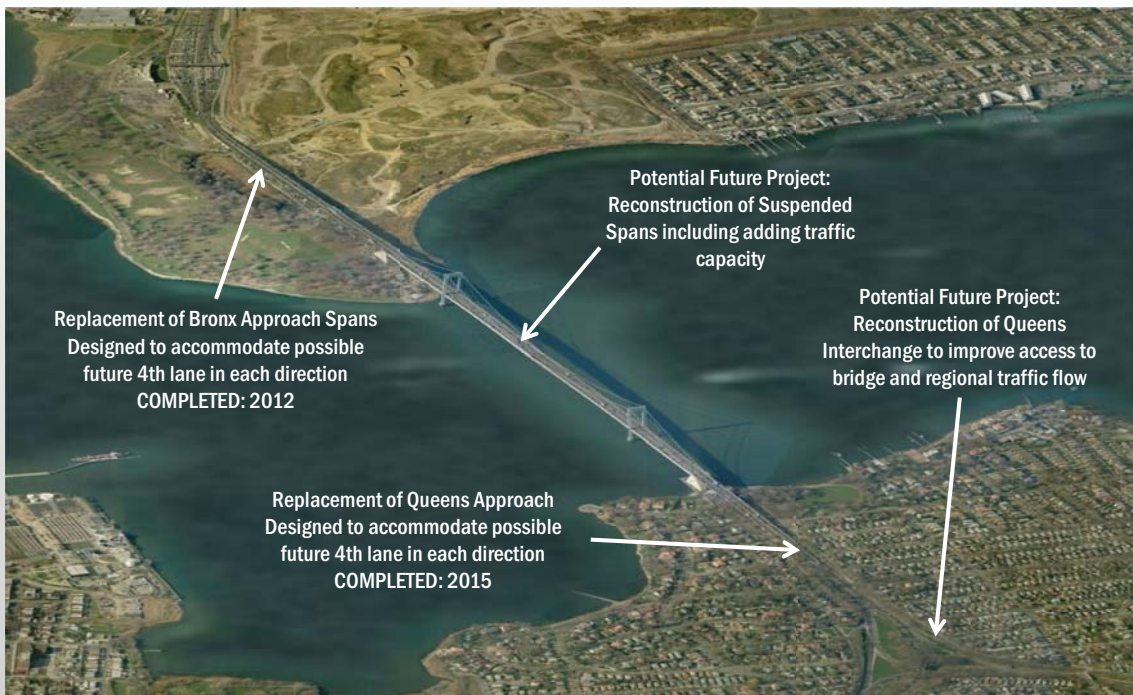 Potential Future Project:
Reconstruction of Suspended
Spans including adding traffic
capacity
Replacement of Bronx Approach Spans
Designed to accommodate possible
future 4th lane in each direction
COMPLETED: 2012
Potential Future Project:
Reconstruction of Queens
Interchange to improve access to
bridge and regional traffic flow
Replacement of Queens Approach
Designed to accommodate possible
future 4th lane in each direction
COMPLETED: 2015